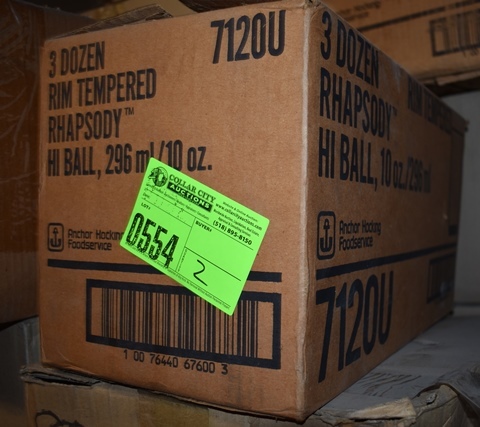 7120U
3 DOZEN
RIM TEMPERED
RHAPSODY™
HI BALL, 296 ml/10 oz.
Anchor Hocking
Foodservice
COLLAR CITY
AUCTIONS
(518) 895-8150
LOT:
0554
BUYER:
2
1 00 76440 67600 3
3 DOZEN
RIM TEMPERED
RHAPSODY™
HI BALL, 10 oz./296 ml
Anchor Hocking
Foodservice
7120U